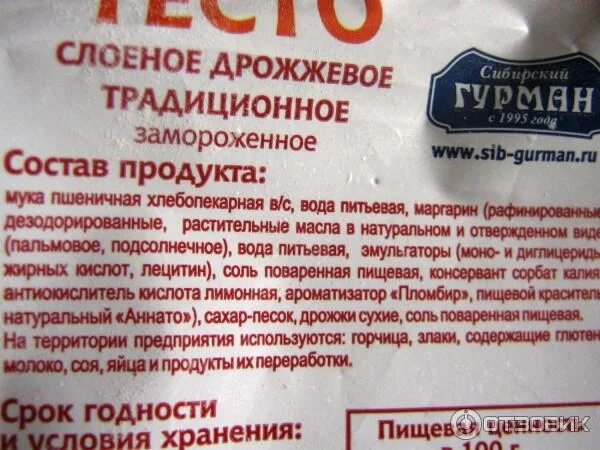 ТЕСТО
СЛОЕНОЕ ДРОЖЖЕВОЕ
ТРАДИЦИОННОЕ
замороженное
Сибирский
ГУРМАН
с 1995 года
www.sib-gurman.ru
Состав продукта:
мука пшеничная хлебопекарная в/с, вода питьевая, маргарин (рафинированные
дезодорированные, растительные масла в натуральном и отвержденном виде
(пальмовое, подсолнечное), вода питьевая, эмульгаторы (моно- и диглицериды
жирных кислот, лецитин), соль поваренная пищевая, консервант сорбат калия
антиокислитель кислота лимонная, ароматизатор «Пломбир», пищевой краситель
натуральный «Аннато»), сахар-песок, дрожжи сухие, соль поваренная пищевая.
На территории предприятия используются: горчица, злаки, содержащие глютен
молоко, соя, яйца и продукты их переработки.
Срок годности
и условия хранения:
Пищевая ценность
в 100 г
ОТЗОВИК